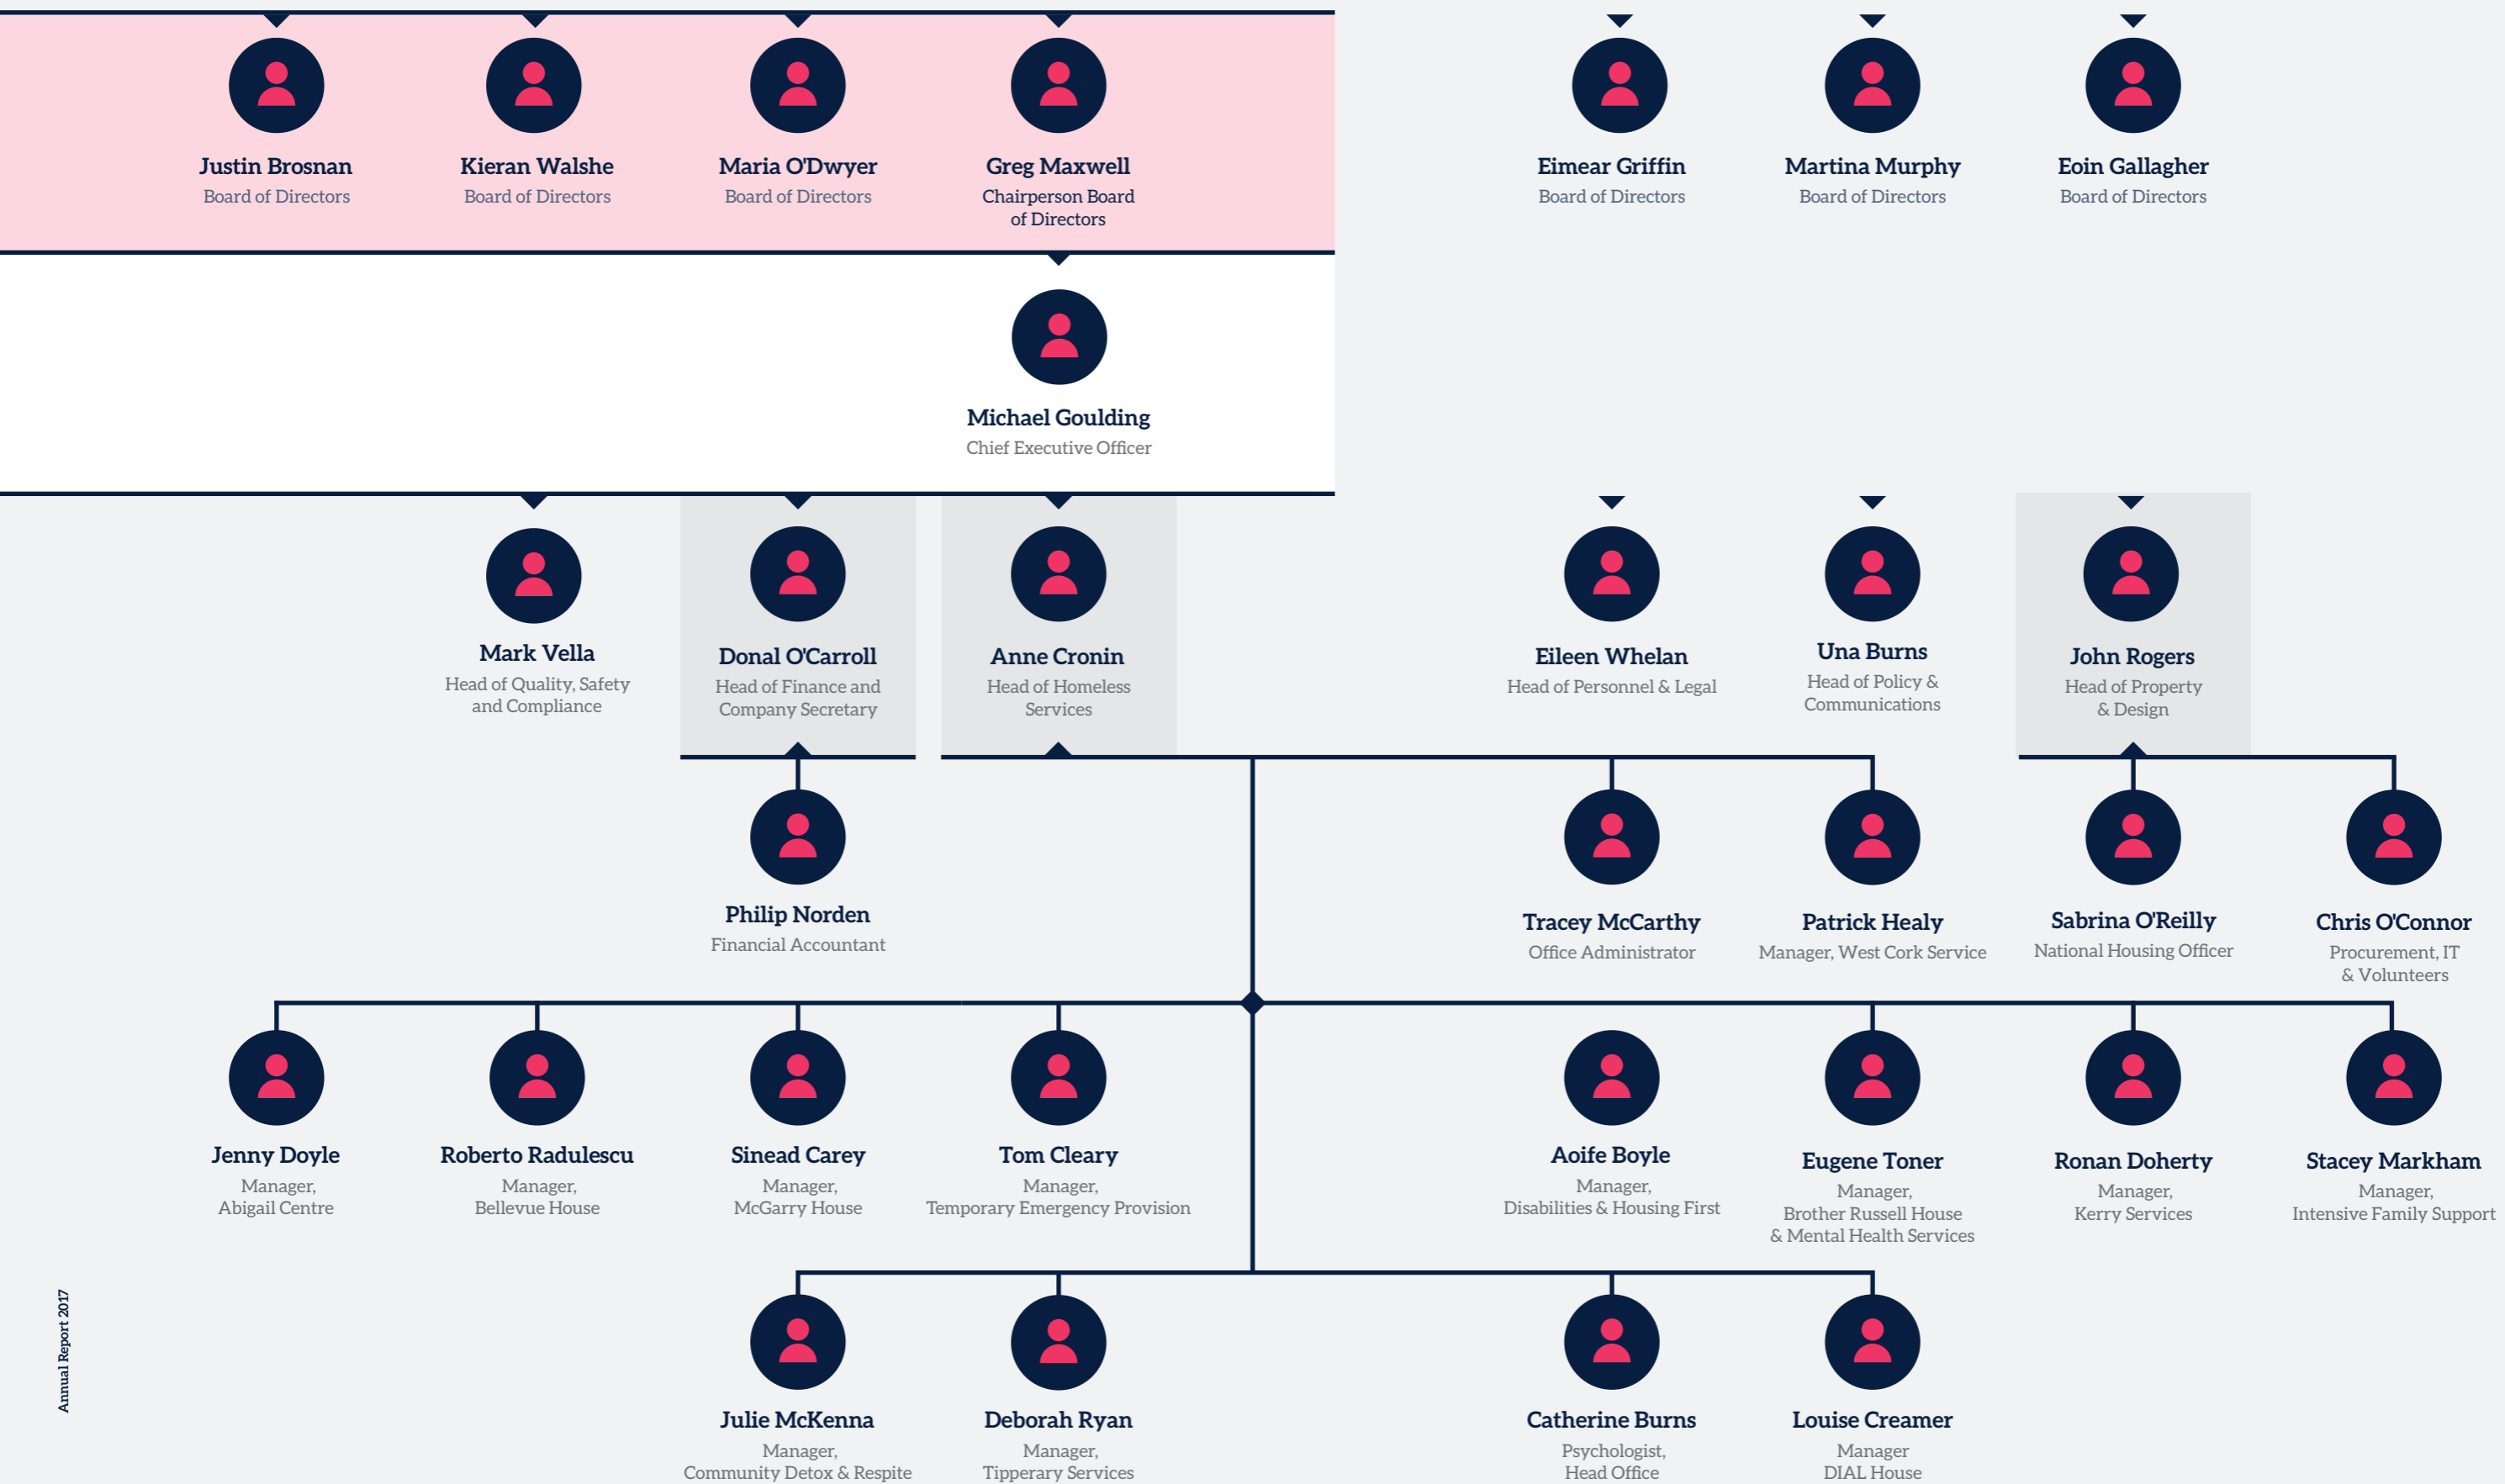 Justin Brosnan
Board of Directors
Kieran Walshe
Board of Directors
Maria O'Dwyer
Board of Directors
Greg Maxwell
Chairperson Board
of Directors
Eimear Griffin
Board of Directors
Martina Murphy
Board of Directors
Eoin Gallagher
Board of Directors
Michael Goulding
Chief Executive Officer
Mark Vella
Head of Quality, Safety
and Compliance
Donal O'Carroll
Head of Finance and
Company Secretary
Anne Cronin
Head of Homeless
Services
Eileen Whelan
Head of Personnel & Legal
Una Burns
Head of Policy &
Communications
John Rogers
Head of Property
& Design
Philip Norden
Financial Accountant
Tracey McCarthy
Office Administrator
Patrick Healy
Manager, West Cork Service
Sabrina O'Reilly
National Housing Officer
Chris O'Connor
Procurement, IT
& Volunteers
Jenny Doyle
Manager,
Abigail Centre
Roberto Radulescu
Manager,
Bellevue House
Sinead Carey
Manager,
McGarry House
Tom Cleary
Manager,
Temporary Emergency Provision
Aoife Boyle
Manager,
Disabilities & Housing First
Eugene Toner
Manager,
Brother Russell House
& Mental Health Services
Ronan Doherty
Manager,
Kerry Services
Stacey Markham
Manager,
Intensive Family Support
Julie McKenna
Manager,
Community Detox & Respite
Deborah Ryan
Manager,
Tipperary Services
Catherine Burns
Psychologist,
Head Office
Louise Creamer
Manager
DIAL House
Annual Report 2017